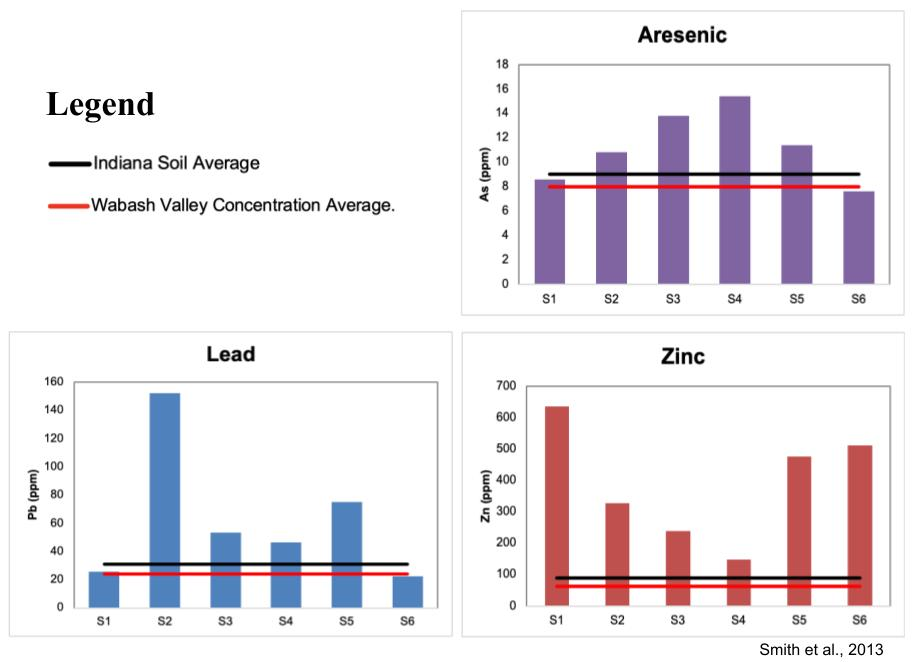 Legend
Indiana Soil Average
Wabash Valley Concentration Average.
Aresenic
As (ppm)
18
16
14
12
10
8
6
4
2
0
S1 S2 S3 S4 S5 S6
Lead
Pb (ppm)
160
140
120
100
80
60
40
20
0
S1 S2 S3 S4 S5 S6
Zinc
Zn (ppm)
700
600
500
400
300
200
100
0
S1 S2 S3 S4 S5 S6
Smith et al., 2013